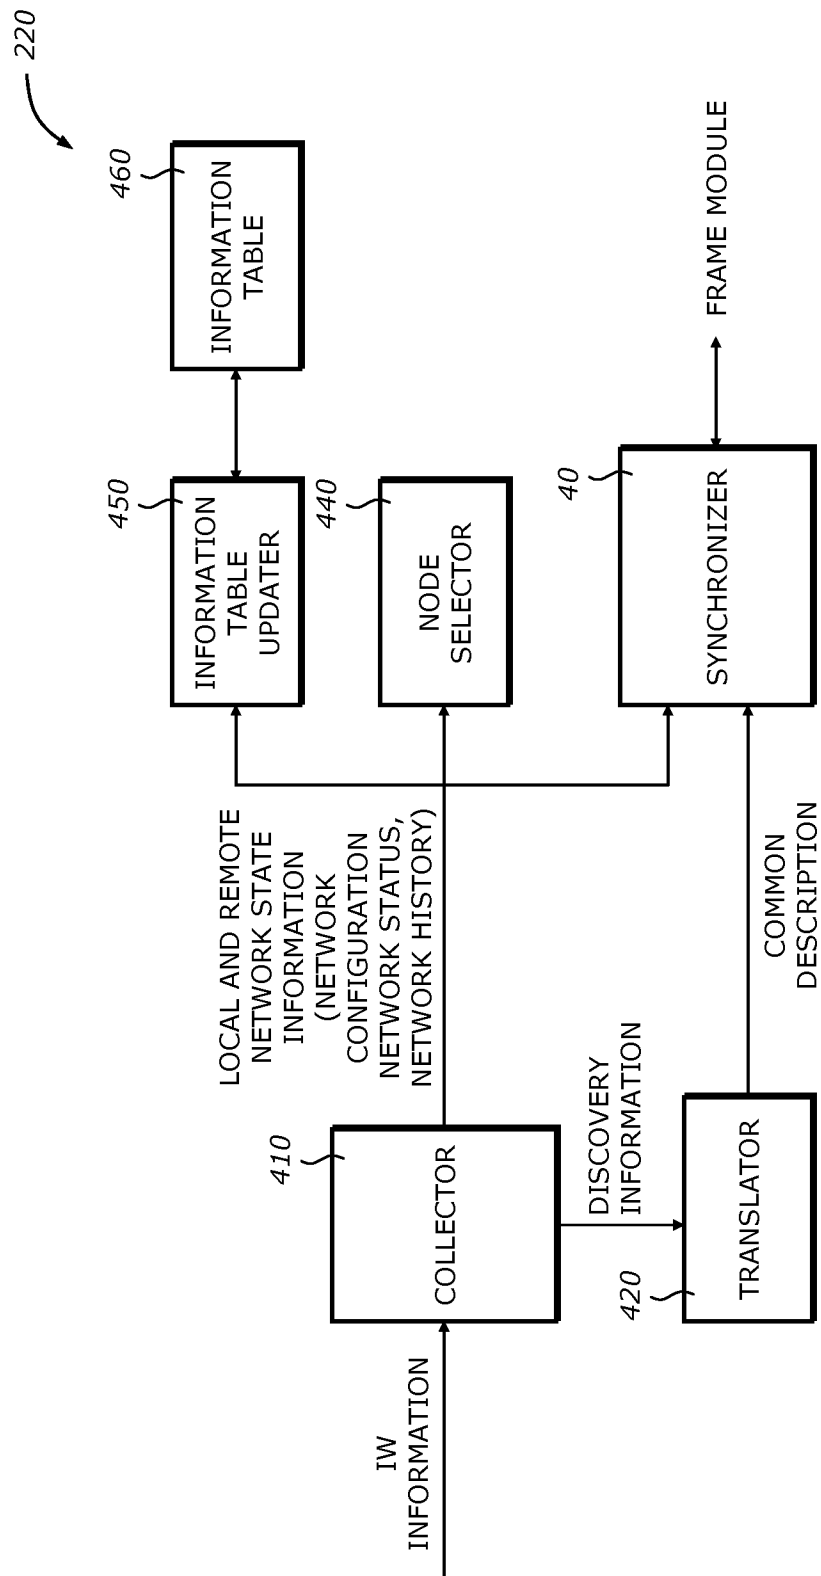 220
460
INFORMATION
TABLE
450
INFORMATION
TABLE
UPDATER
440
NODE
SELECTOR
40
SYNCHRONIZER
FRAME MODULE
LOCAL AND REMOTE
NETWORK STATE
INFORMATION
(NETWORK
CONFIGURATION
NETWORK STATUS,
NETWORK HISTORY)
COMMON
DESCRIPTION
410
COLLECTOR
DISCOVERY
INFORMATION
420
TRANSLATOR
IW
INFORMATION